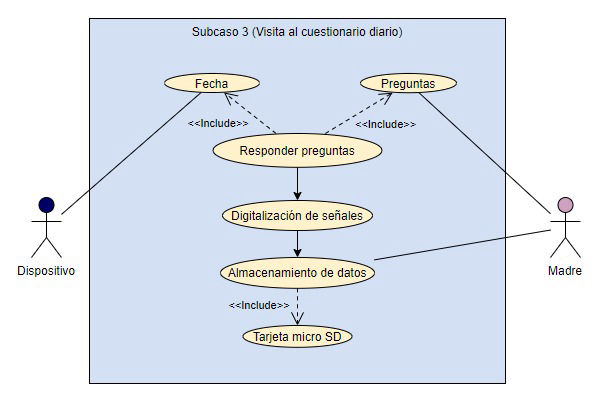 Subcaso 3 (Visita al cuestionario diario)
Fecha
Preguntas
<<Include>>
<<Include>>
Responder preguntas
Digitalización de señales
Dispositivo
Madre
Almacenamiento de datos
<<Include>>
Tarjeta micro SD